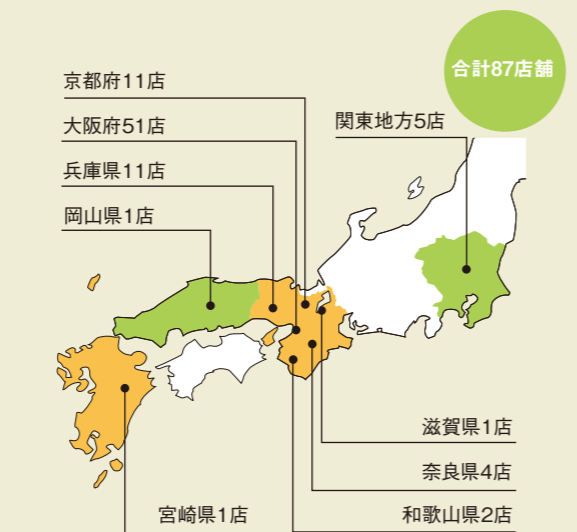 合計87店舗
京都府11店
大阪府51店
関東地方5店
兵庫県11店
岡山県1店
滋賀県1店
奈良県4店
宮崎県1店
和歌山県2店